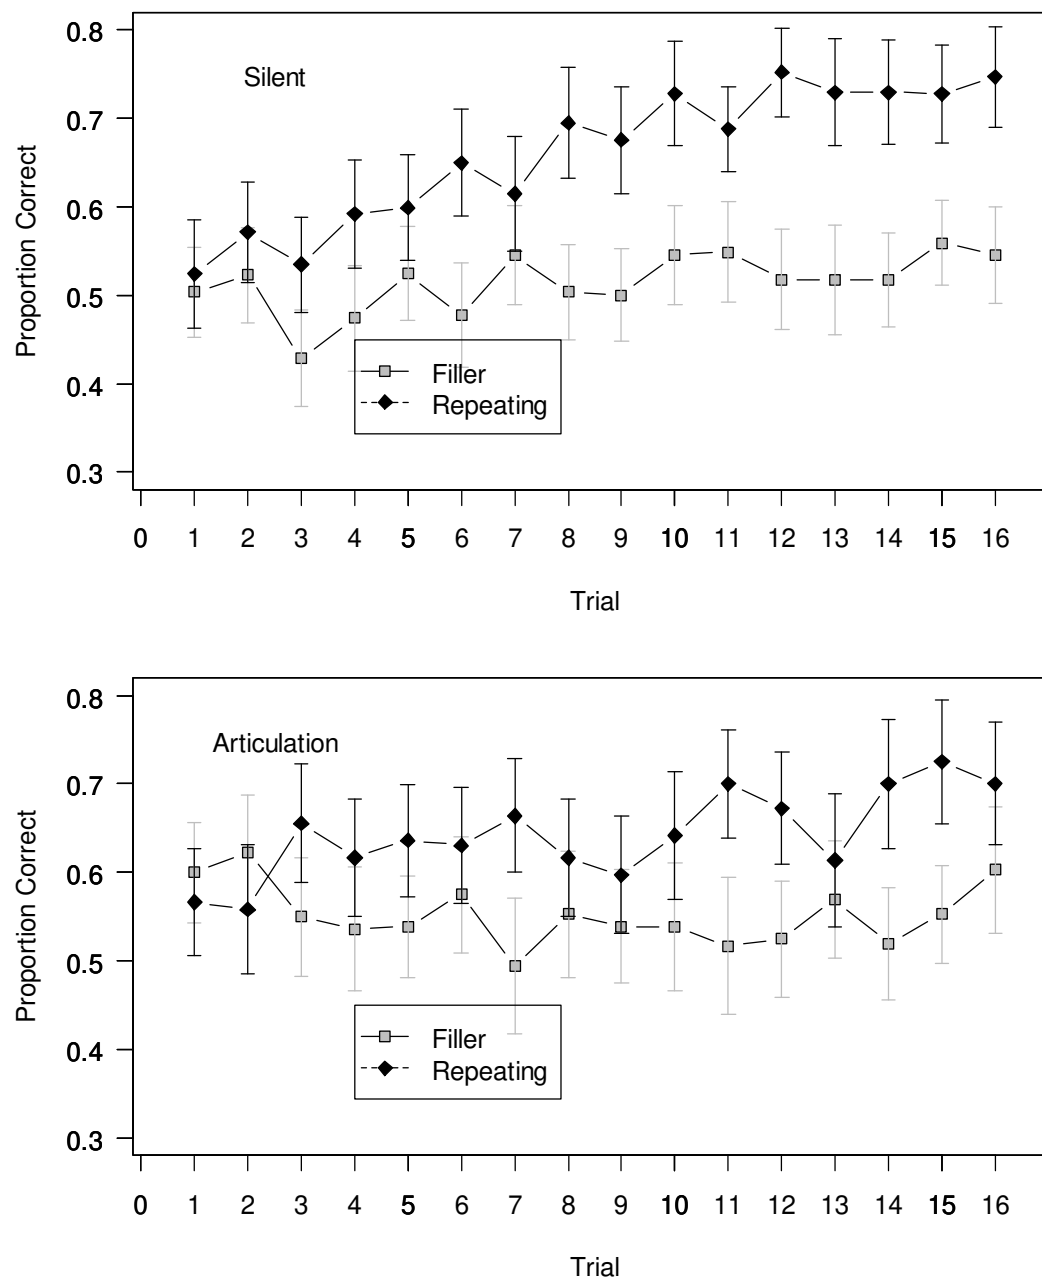 0.8
Silent
0.7
Proportion Correct
0.6
0.5
0.4
Filler
Repeating
0.3
0 1 2 3 4 5 6 7 8 9 10 11 12 13 14 15 16
Trial
0.8
Articulation
0.7
Proportion Correct
0.6
0.5
0.4
Filler
Repeating
0.3
0 1 2 3 4 5 6 7 8 9 10 11 12 13 14 15 16
Trial